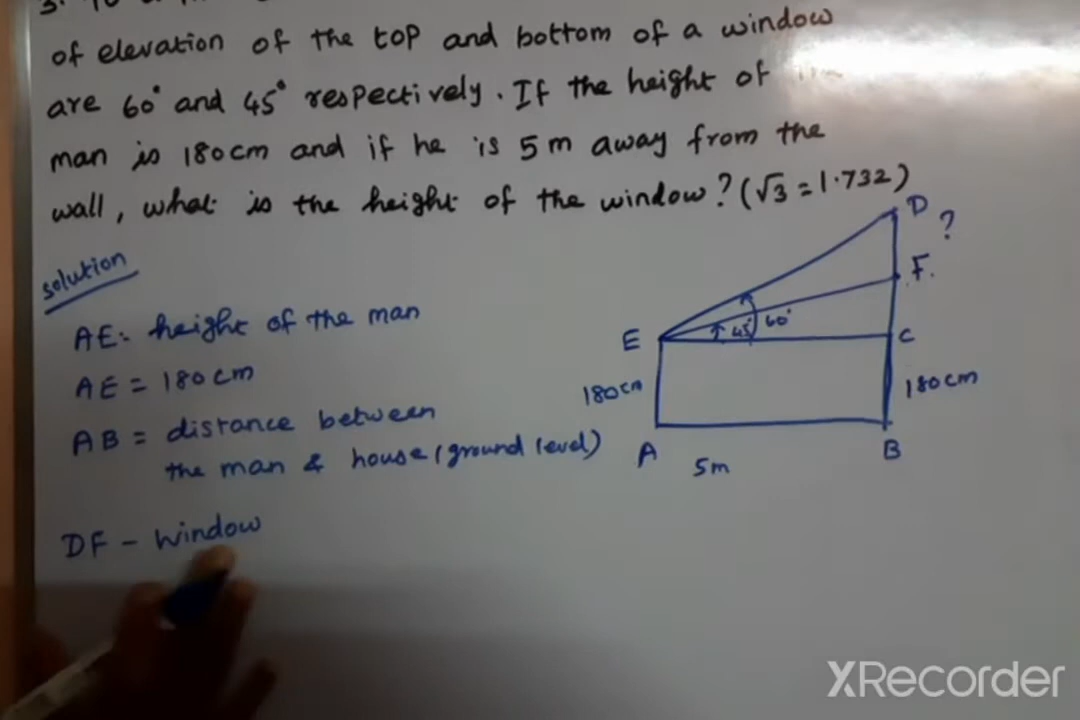 3. To a
of elevation of the top and bottom of a window
are 60° and 45° respectively. If the height of
man is 180cm and if he is 5m away from the
wall, what is the height of the window? (√3 = 1.732)
solution
AE: height of the man
AE = 180 cm
AB = distance between
the man & house (ground level)
DF - window
D
?
F.
E
45°
60°
C
180cm
180cm
A
B
5m
XRecorder